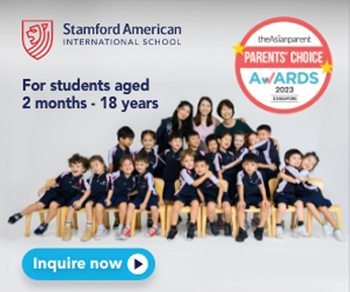 Stamford American
INTERNATIONAL SCHOOL
theAsianparent
PARENTS' CHOICE
AWARDS
2023
SINGAPORE
For students aged
2 months - 18 years
Inquire now